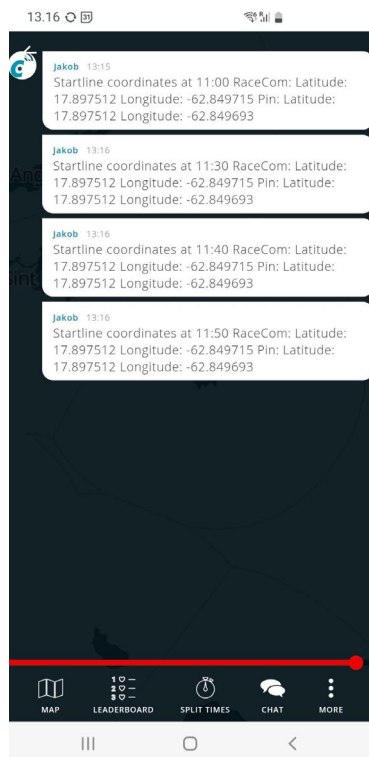 13.16 31
Jakob 13:15
Startline coordinates at 11:00 RaceCom: Latitude:
17.897512 Longitude: -62.849715 Pin: Latitude:
17.897512 Longitude: -62.849693
Jakob 13:16
Startline coordinates at 11:30 RaceCom: Latitude:
17.897512 Longitude: -62.849715 Pin: Latitude:
17.897512 Longitude: -62.849693
Jakob 13:16
Startline coordinates at 11:40 RaceCom: Latitude:
17.897512 Longitude: -62.849715 Pin: Latitude:
17.897512 Longitude: -62.849693
Jakob 13:16
Startline coordinates at 11:50 RaceCom: Latitude:
17.897512 Longitude: -62.849715 Pin: Latitude:
17.897512 Longitude: -62.849693
MAP LEADERBOARD SPLIT TIMES CHAT MORE